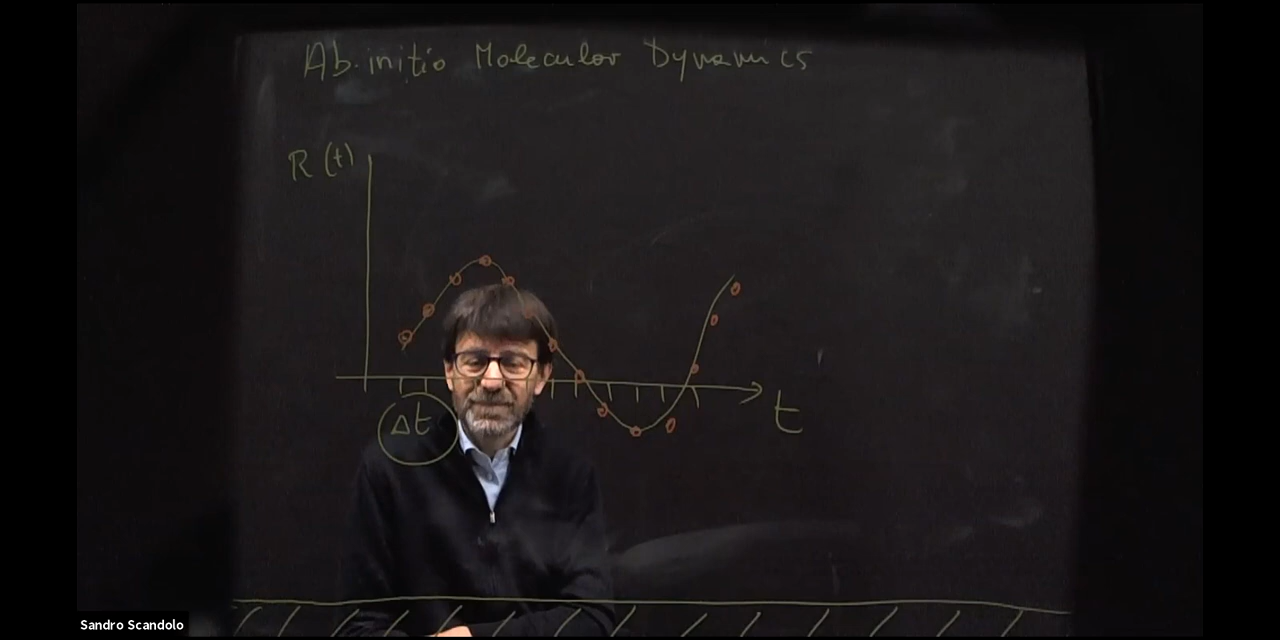 Ab-initio Molecular Dynamics
R(t)
Δt
t
Sandro Scandolo